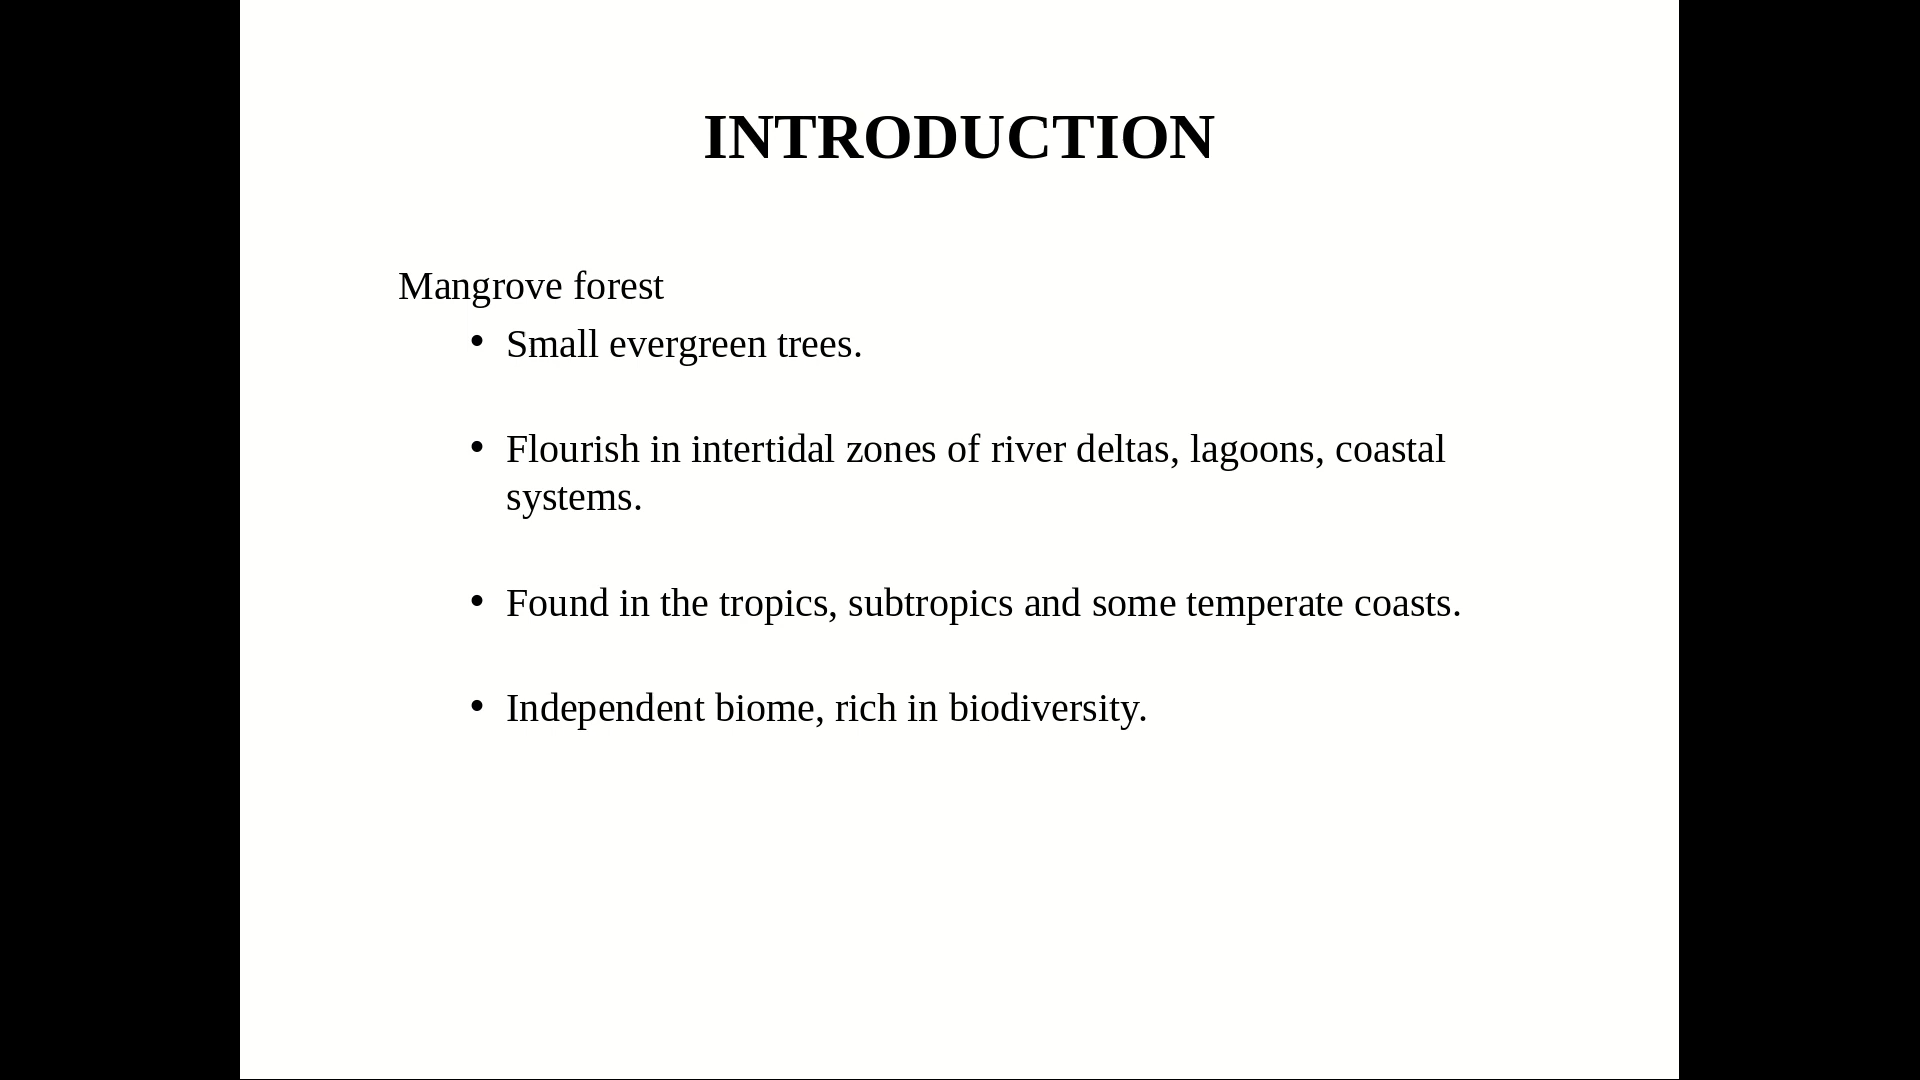 INTRODUCTION
Mangrove forest
• Small evergreen trees.
• Flourish in intertidal zones of river deltas, lagoons, coastal
systems.
• Found in the tropics, subtropics and some temperate coasts.
• Independent biome, rich in biodiversity.